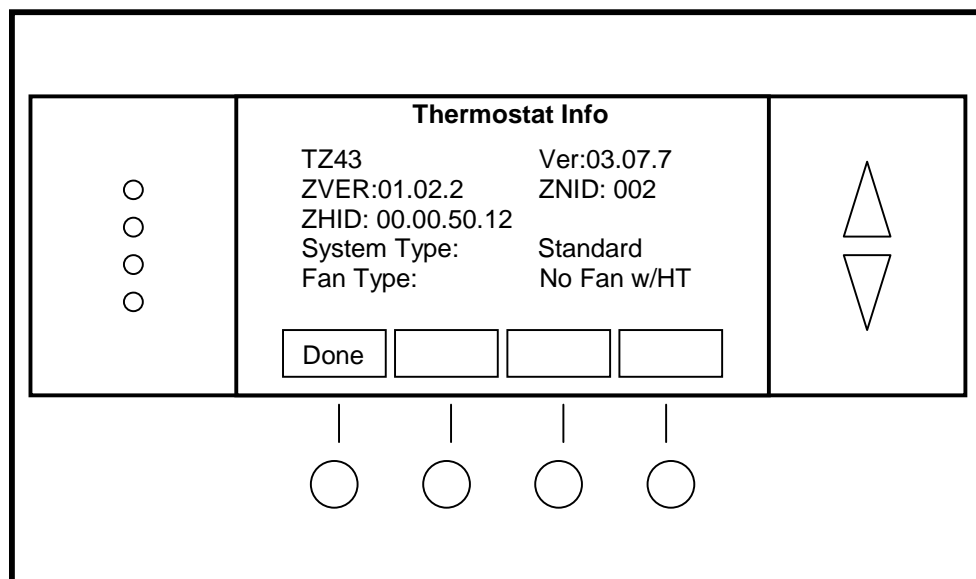 Thermostat Info
TZ43 Ver:03.07.7
ZVER:01.02.2 ZNID: 002
ZHID: 00.00.50.12
System Type: Standard
Fan Type: No Fan w/HT
Done